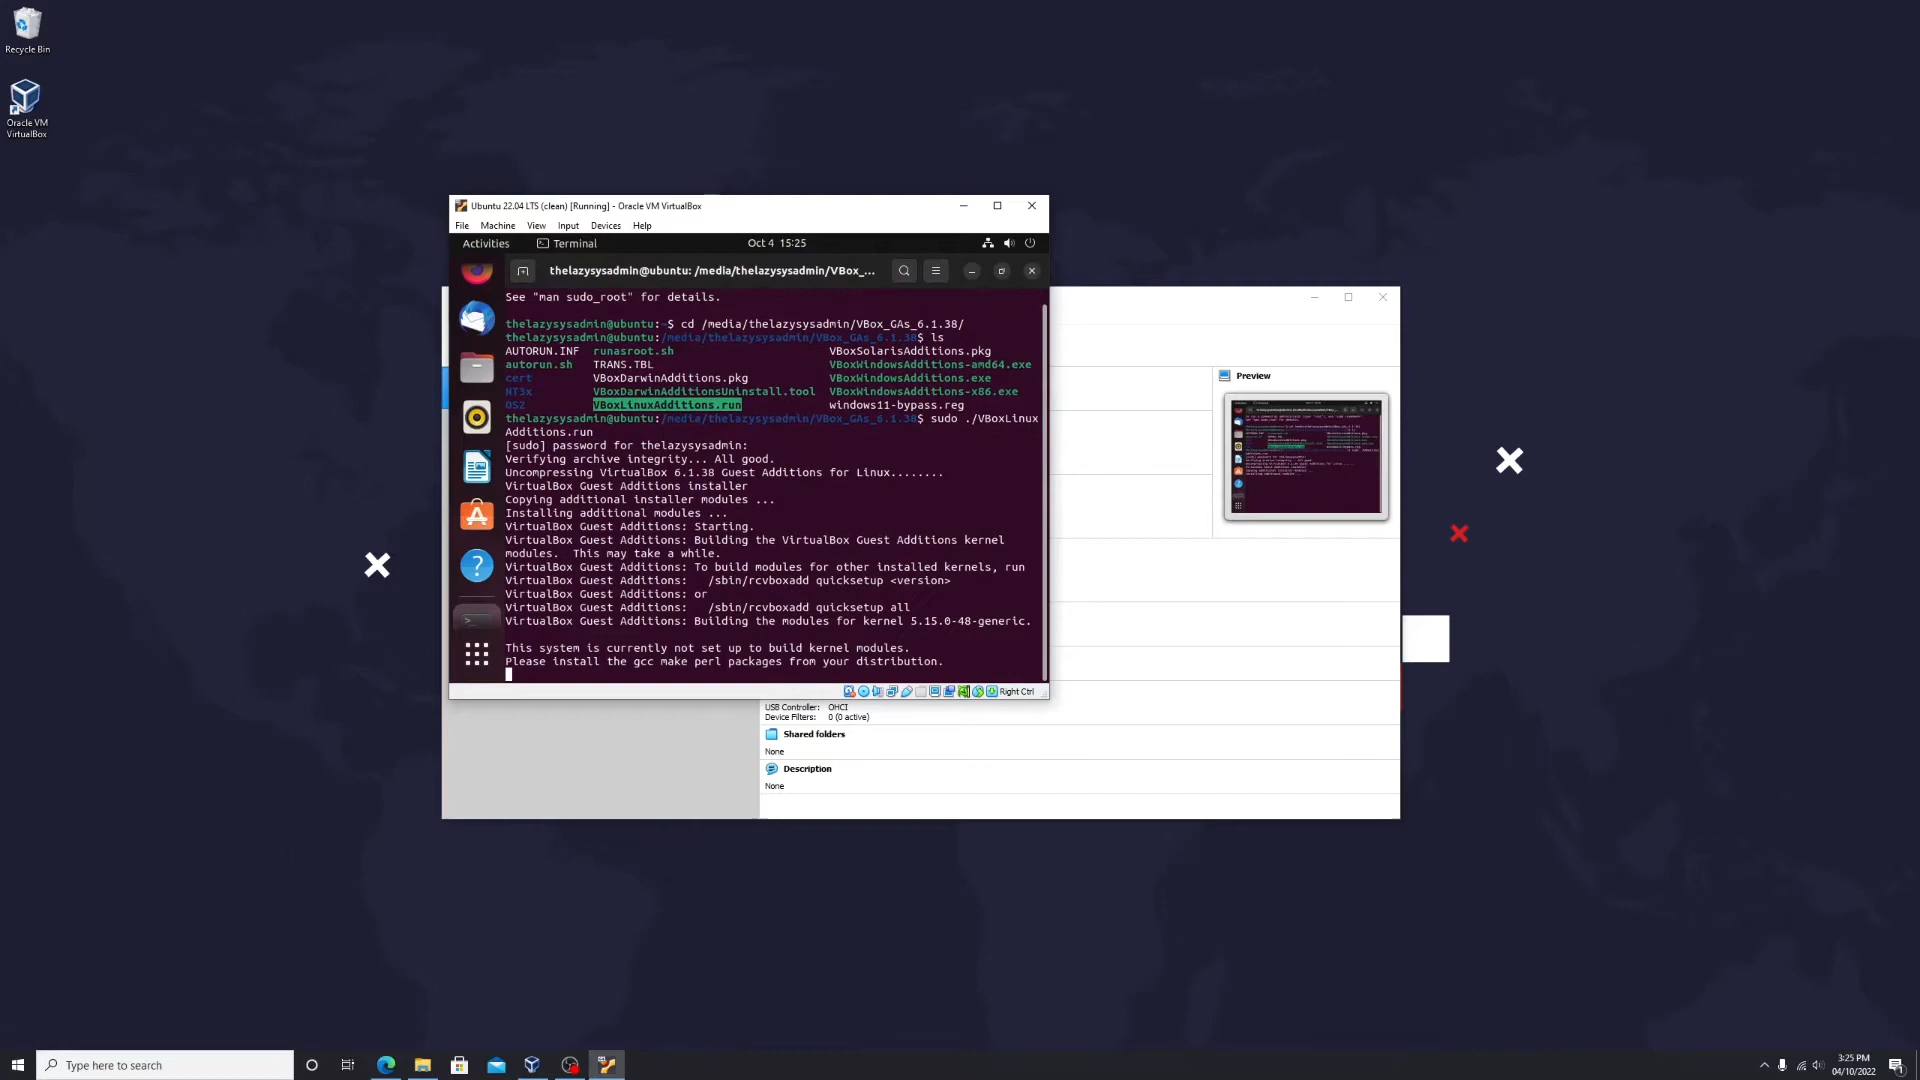 Recycle Bin
Oracle VM
VirtualBox
Ubuntu 22.04 LTS (clean) [Running] - Oracle VM VirtualBox
File Machine View Input Devices Help
Activities Terminal Oct 4 15:25
thelazysysadmin@ubuntu: /media/thelazysysadmin/VBox_...
See "man sudo_root" for details.
thelazysysadmin@ubuntu:~$ cd /media/thelazysysadmin/VBox_GAs_6.1.38/
thelazysysadmin@ubuntu:/media/thelazysysadmin/VBox_GAs_6.1.38$ ls
AUTORUN.INF runasroot.sh VBoxSolarisAdditions.pkg
autorun.sh TRANS.TBL VBoxWindowsAdditions-amd64.exe
cert VBoxDarwinAdditions.pkg VBoxWindowsAdditions.exe
NT3x VBoxDarwinAdditionsUninstall.tool VBoxWindowsAdditions-x86.exe
OS2 VBoxLinuxAdditions.run windows11-bypass.reg
thelazysysadmin@ubuntu:/media/thelazysysadmin/VBox_GAs_6.1.38$ sudo ./VBoxLinux
Additions.run
[sudo] password for thelazysysadmin:
Verifying archive integrity... All good.
Uncompressing VirtualBox 6.1.38 Guest Additions for Linux........
VirtualBox Guest Additions installer
Copying additional installer modules ...
Installing additional modules ...
VirtualBox Guest Additions: Starting.
VirtualBox Guest Additions: Building the VirtualBox Guest Additions kernel
modules.  This may take a while.
VirtualBox Guest Additions: To build modules for other installed kernels, run
VirtualBox Guest Additions:   /sbin/rcvboxadd quicksetup <version>
VirtualBox Guest Additions: or
VirtualBox Guest Additions:   /sbin/rcvboxadd quicksetup all
VirtualBox Guest Additions: Building the modules for kernel 5.15.0-48-generic.
This system is currently not set up to build kernel modules.
Please install the gcc make perl packages from your distribution.
Right Ctrl
Preview
USB Controller: OHCI
Device Filters: 0 (0 active)
Shared folders
None
Description
None
Type here to search
3:25 PM
04/10/2022